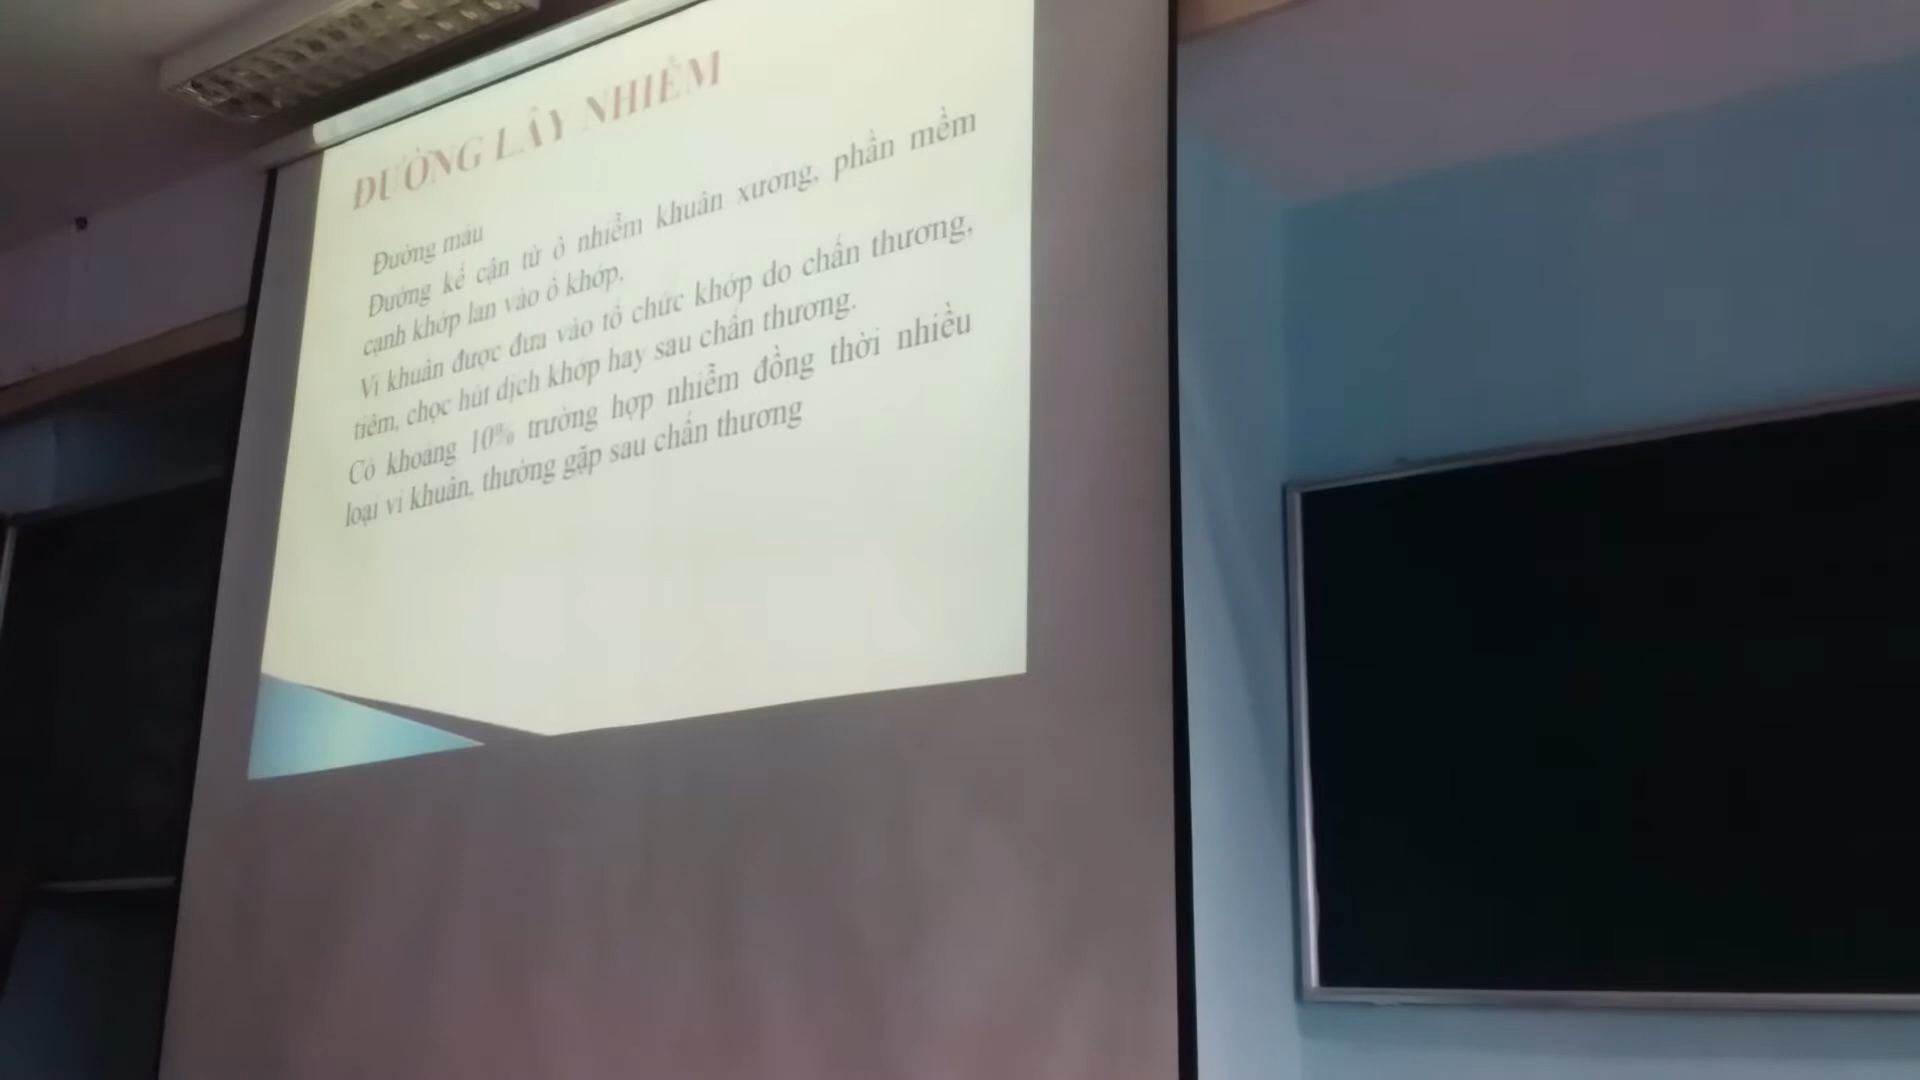 ĐƯỜNG LÂY NHIỄM
Đường máu
Đường kế cận từ ổ nhiễm khuẩn xương, phần mềm
cạnh khớp lan vào ổ khớp,
Vi khuẩn được đưa vào tổ chức khớp do chấn thương,
tiêm, chọc hút dịch khớp hay sau chấn thương.
Có khoảng 10% trường hợp nhiễm đồng thời nhiều
loại vi khuẩn, thường gặp sau chấn thương